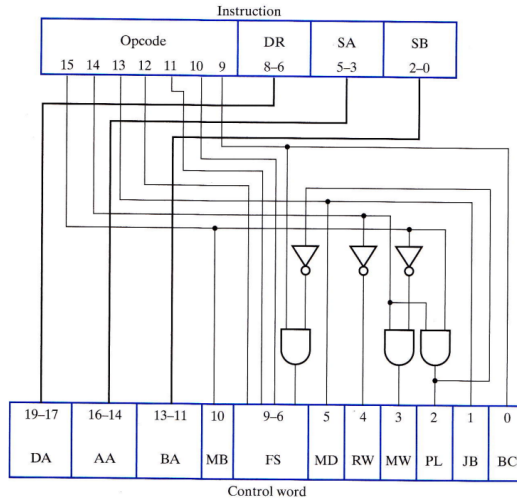 Instruction
Opcode DR SA SB
15 14 13 12 11 10 9 8–6 5–3 2–0
19–17 16–14 13–11 10 9–6 5 4 3 2 1 0
DA AA BA MB FS MD RW MW PL JB BC
Control word